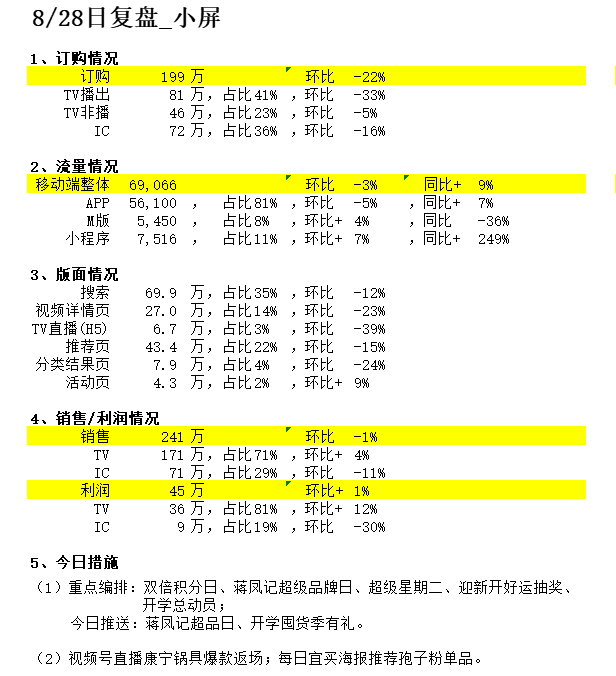 8/28日复盘_小屏
1、订购情况
订购 199 万 环比 -22%
TV播出 81 万，占比41% ，环比 -33%
TV非播 46 万，占比23% ，环比 -5%
IC 72 万，占比36% ，环比 -16%
2、流量情况
移动端整体 69,066 环比 -3% 同比+ 9%
APP 56,100 ， 占比81% ，环比 -5% ，同比+ 7%
M版 5,450 ， 占比8% ，环比+ 4% ，同比 -36%
小程序 7,516 ， 占比11% ，环比+ 7% ，同比+ 249%
3、版面情况
搜索 69.9 万，占比35% ，环比 -12%
视频详情页 27.0 万，占比14% ，环比 -23%
TV直播(H5) 6.7 万，占比3% ，环比 -39%
推荐页 43.4 万，占比22% ，环比 -15%
分类结果页 7.9 万，占比4% ，环比 -24%
活动页 4.3 万，占比2% ，环比+ 9%
4、销售/利润情况
销售 241 万 环比 -1%
TV 171 万，占比71% ，环比+ 4%
IC 71 万，占比29% ，环比 -11%
利润 45 万 环比+ 1%
TV 36 万，占比81% ，环比+ 12%
IC 9 万，占比19% ，环比 -30%
5、今日措施
（1）重点编排：双倍积分日、蒋凤记超级品牌日、超级星期二、迎新开好运抽奖、
开学总动员；
今日推送：蒋凤记超品日、开学囤货季有礼。
（2）视频号直播康宁锅具爆款返场；每日宜买海报推荐孢子粉单品。